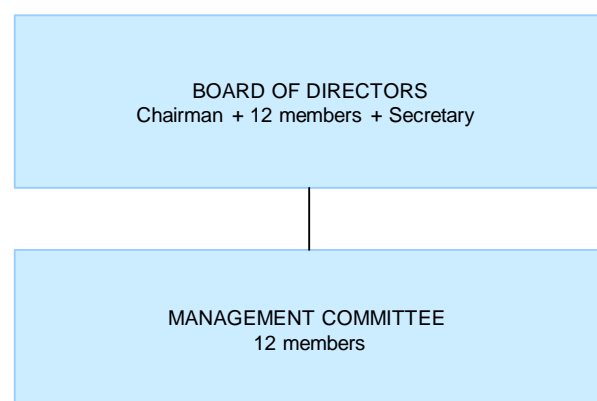 BOARD OF DIRECTORS
Chairman + 12 members + Secretary
MANAGEMENT COMMITTEE
12 members